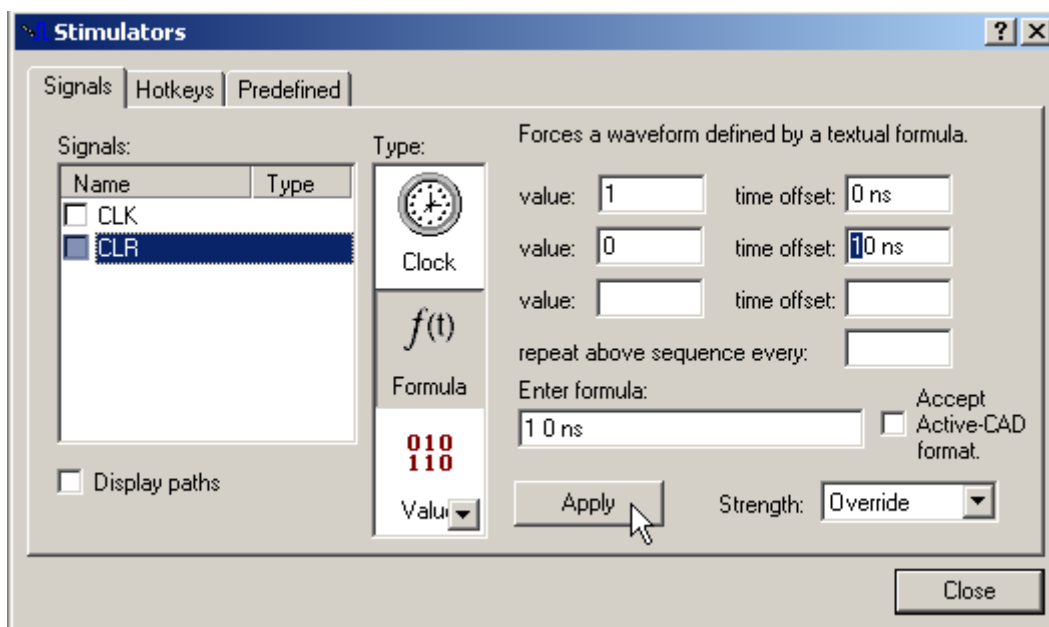 Stimulators
Signals Hotkeys Predefined
Signals:
Name Type
CLK
CLR
Display paths
Type:
Clock
f(t)
Formula
010
110
Valu
Forces a waveform defined by a textual formula.
value: 1 time offset: 0 ns
value: 0 time offset: 10 ns
value: time offset:
repeat above sequence every:
Enter formula:
1 0 ns
Accept
Active-CAD
format.
Apply
Strength: Override
Close